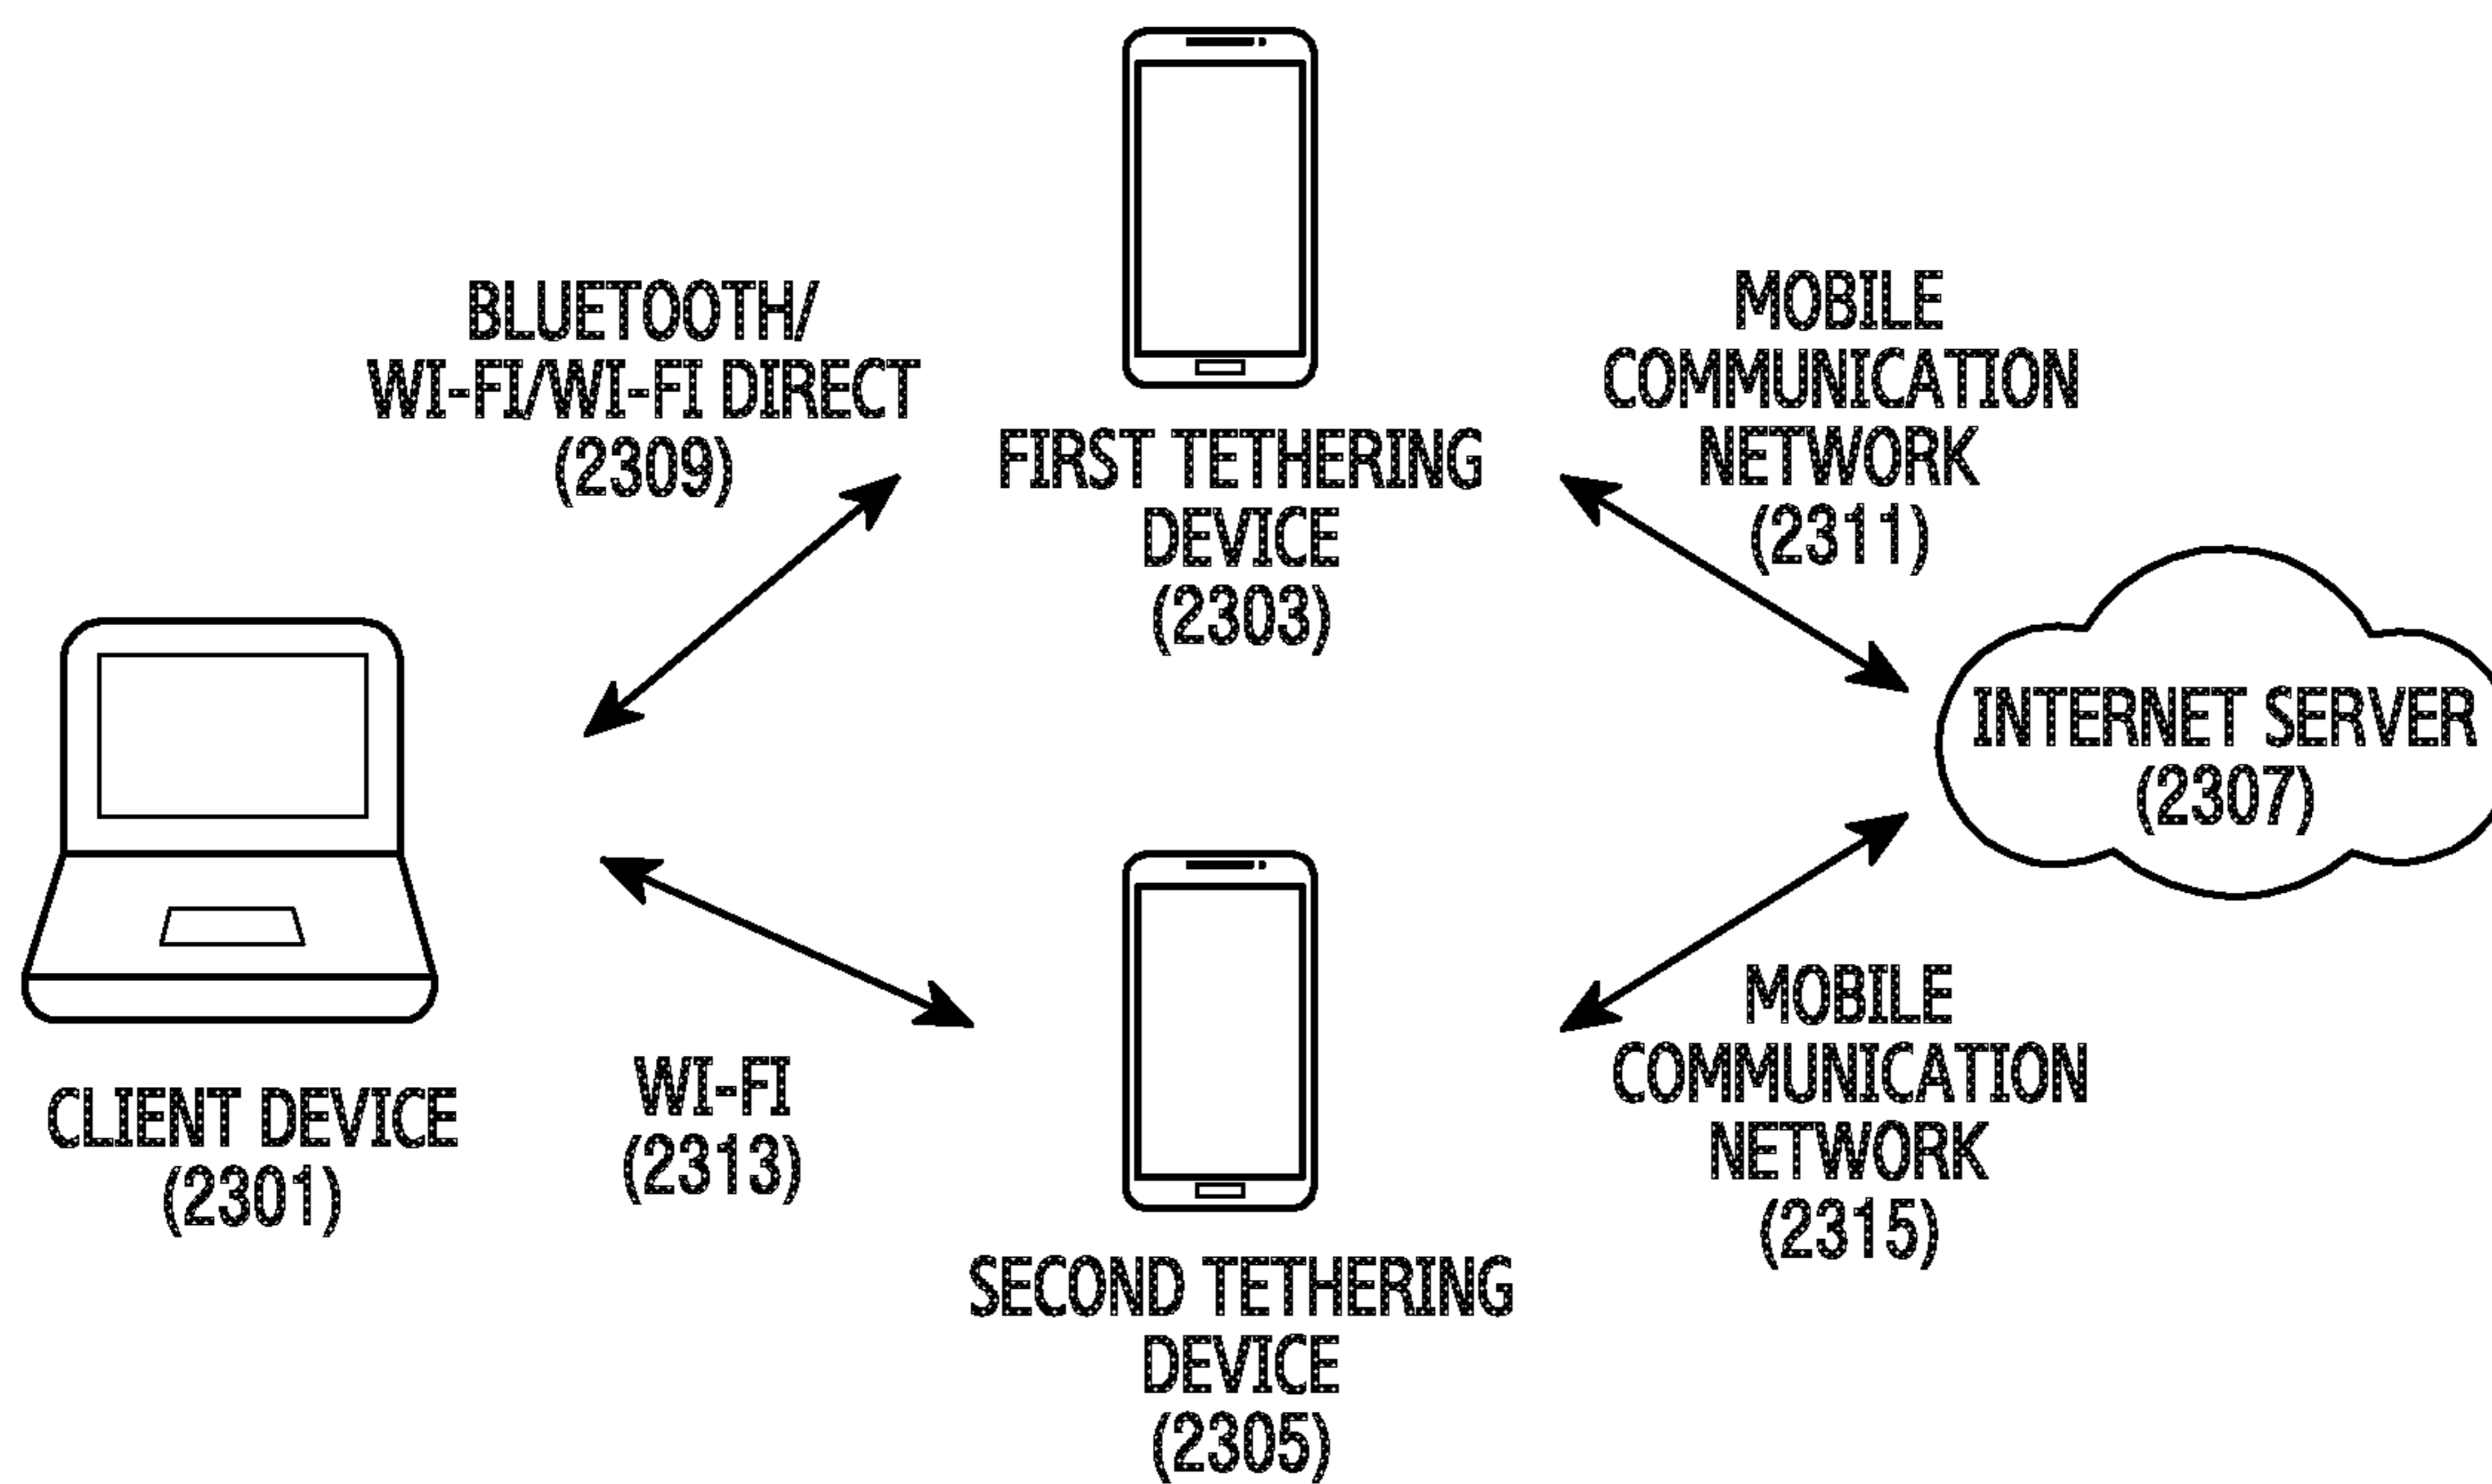 BLUETOOTH/
WI-FI/WI-FI DIRECT
(2309)
FIRST TETHERING
DEVICE
(2303)
MOBILE
COMMUNICATION
NETWORK
(2311)
INTERNET SERVER
(2307)
CLIENT DEVICE
(2301)
WI-FI
(2313)
SECOND TETHERING
DEVICE
(2305)
MOBILE
COMMUNICATION
NETWORK
(2315)